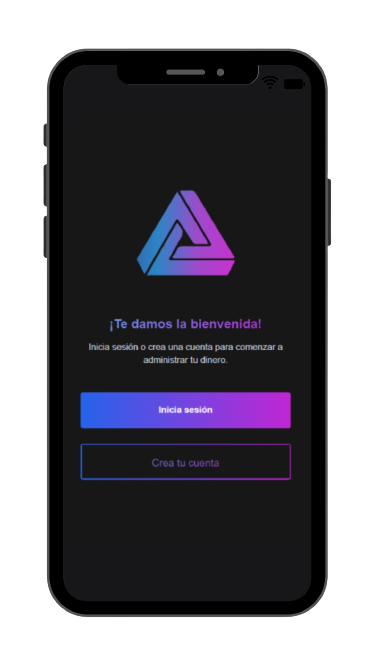 ¡Te damos la bienvenida!
Inicia sesión o crea una cuenta para comenzar a
administrar tu dinero.
Inicia sesión
Crea tu cuenta